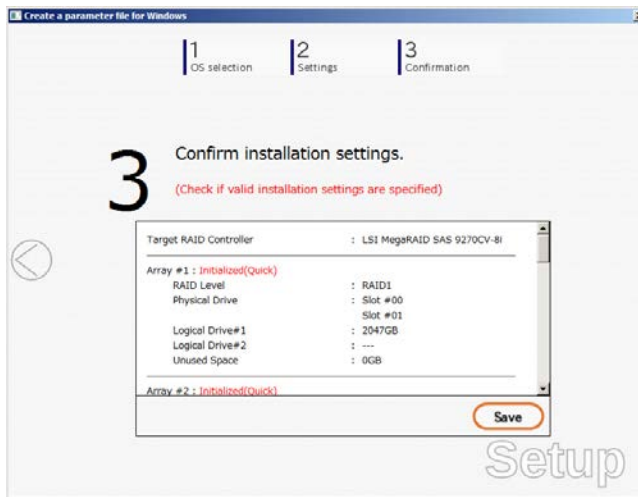 Create a parameter file for Windows
1 2 3
OS selection Settings Confirmation
3
Confirm installation settings.
(Check if valid installation settings are specified)
Target RAID Controller : LSI MegaRAID SAS 9270CV-8i
Array #1 : Initialized(Quick)
RAID Level : RAID1
Physical Drive : Slot #00
Slot #01
Logical Drive#1 : 2047GB
Logical Drive#2 : ---
Unused Space : 0GB
Array #2 : Initialized(Quick)
Save
Setup